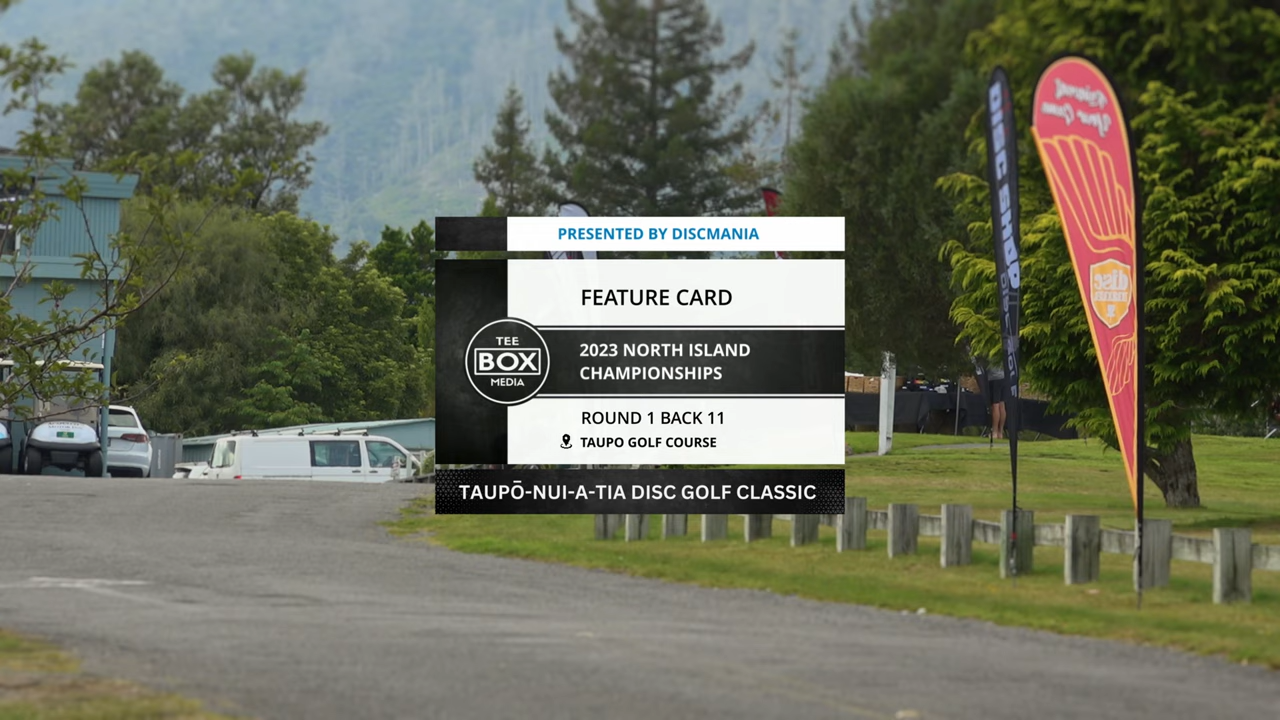 PRESENTED BY DISCMANIA
FEATURE CARD
TEE
BOX
MEDIA
2023 NORTH ISLAND
CHAMPIONSHIPS
ROUND 1 BACK 11
TAUPO GOLF COURSE
TAUPŌ-NUI-A-TIA DISC GOLF CLASSIC
disc